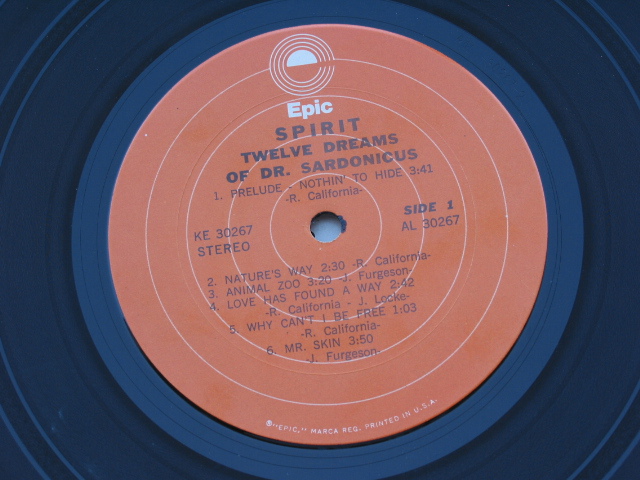 Epic
SPIRIT
TWELVE DREAMS
OF DR. SARDONICUS
1. PRELUDE - NOTHIN' TO HIDE 3:41
-R. California-
KE 30267
STEREO
SIDE 1
AL 30267
2. NATURE'S WAY 2:30 -R. California-
3. ANIMAL ZOO 3:20 -J. Furgeson-
4. LOVE HAS FOUND A WAY 2:42
-R. California - J. Locke-
5. WHY CAN'T I BE FREE 1:03
-R. California-
6. MR. SKIN 3:50
-J. Furgeson-
℗"EPIC," MARCA REG. PRINTED IN U.S.A.